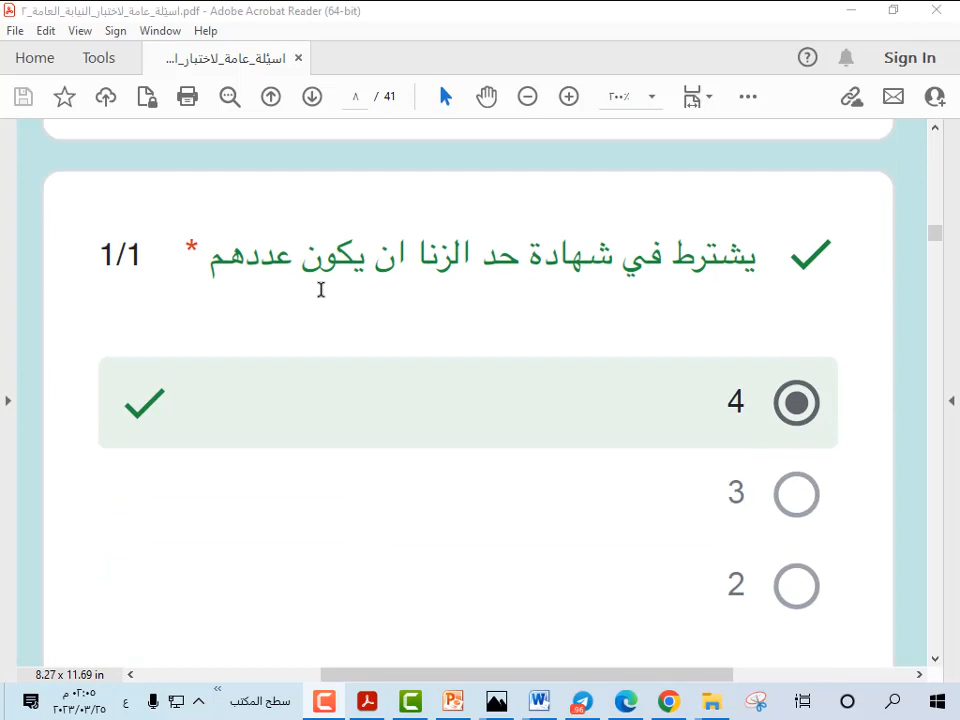 اسئلة_عامة_لاختبار_النيابة_العامة_٢.pdf - Adobe Acrobat Reader (64-bit)
File Edit View Sign Window Help
Home Tools اسئلة_عامة_لاختبار_ا... × Sign In
٨ / 41 ٢٠٠٪
يشترط في شهادة حد الزنا ان يكون عددهم * 1/1
4
3
2
8.27 x 11.69 in
٠٢:٠٥ م ع سطح المكتب 96
٢٠٢٣/٠٣/٢٥